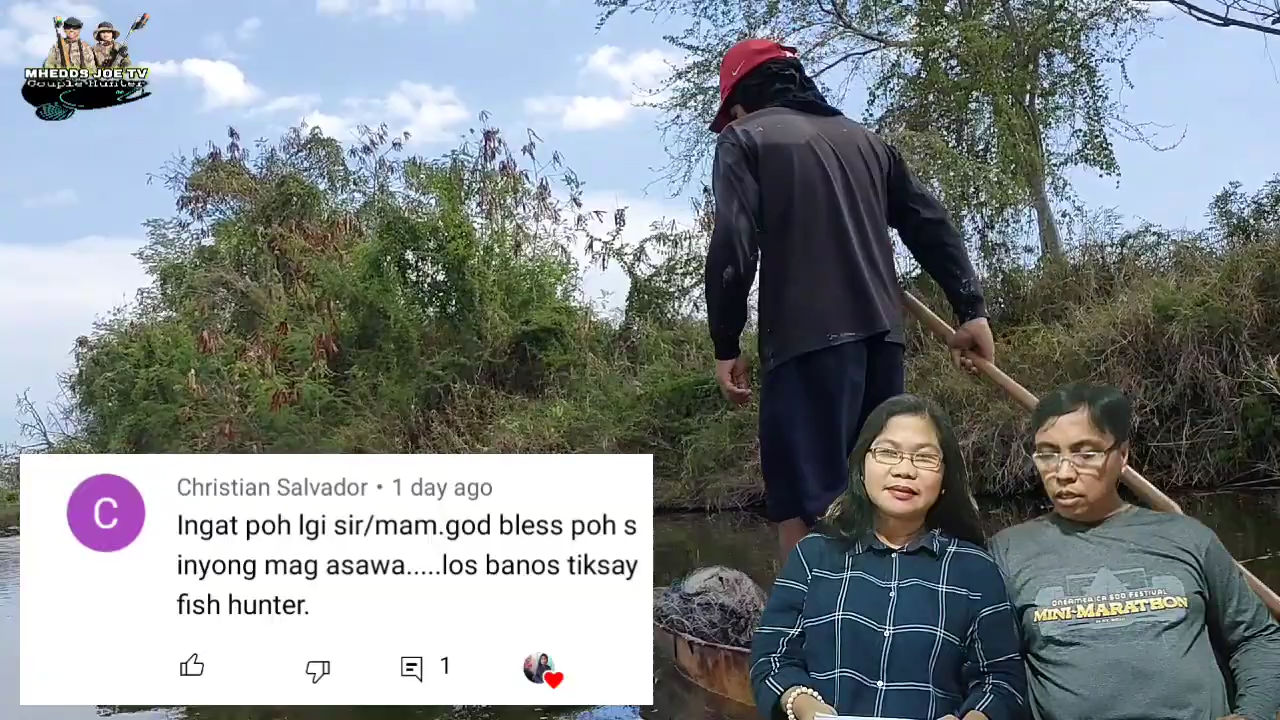 MHEDDS JOE TV
Couple Hunter
Christian Salvador • 1 day ago
Ingat poh lgi sir/mam.god bless poh s
inyong mag asawa.....los banos tiksay
fish hunter.
1
C
MINI-MARATHON